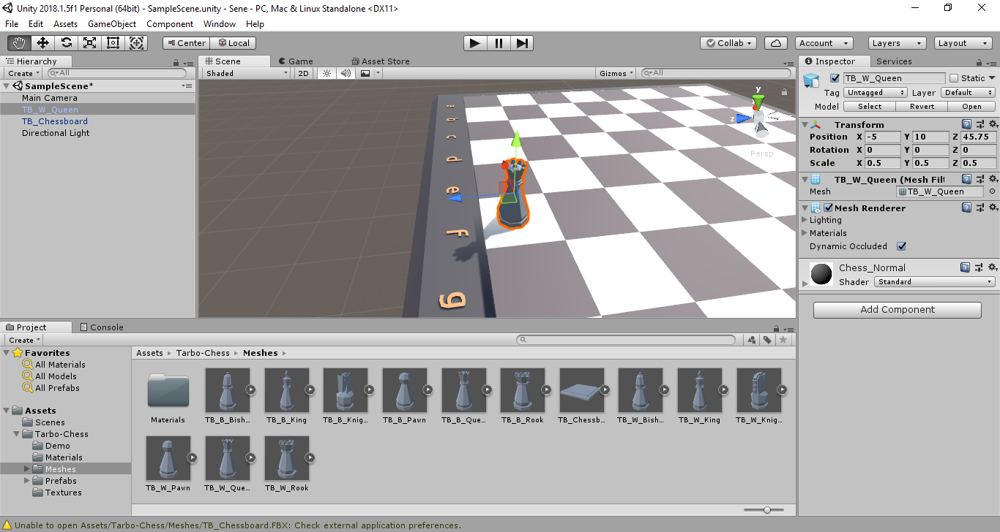 Unity 2018.1.5f1 Personal (64bit) - SampleScene.unity - Sene - PC, Mac & Linux Standalone <DX11>
File Edit Assets GameObject Component Window Help
Center Local Collab Account Layers Layout
Hierarchy
Create All
SampleScene*
Main Camera
TB_W_Queen
TB_Chessboard
Directional Light
Scene Game Asset Store
Shaded 2D Gizmos All
a
b
c
d
e
f
g
y
z
Persp
Inspector Services
TB_W_Queen Static
Tag Untagged Layer Default
Model Select Revert Open
Transform
Position X -5 Y 10 Z 45.75
Rotation X 0 Y 0 Z 0
Scale X 0.5 Y 0.5 Z 0.5
TB_W_Queen (Mesh Filt
Mesh TB_W_Queen
Mesh Renderer
Lighting
Materials
Dynamic Occluded
Chess_Normal
Shader Standard
Add Component
Project Console
Create
Favorites
All Materials
All Models
All Prefabs
Assets
Scenes
Tarbo-Chess
Demo
Materials
Meshes
Prefabs
Textures
Assets Tarbo-Chess Meshes
Materials TB_B_Bish... TB_B_King TB_B_Knig... TB_B_Pawn TB_B_Que... TB_B_Rook TB_Chessb... TB_W_Bish... TB_W_King TB_W_Knig...
TB_W_Pawn TB_W_Que... TB_W_Rook
Unable to open Assets/Tarbo-Chess/Meshes/TB_Chessboard.FBX: Check external application preferences.